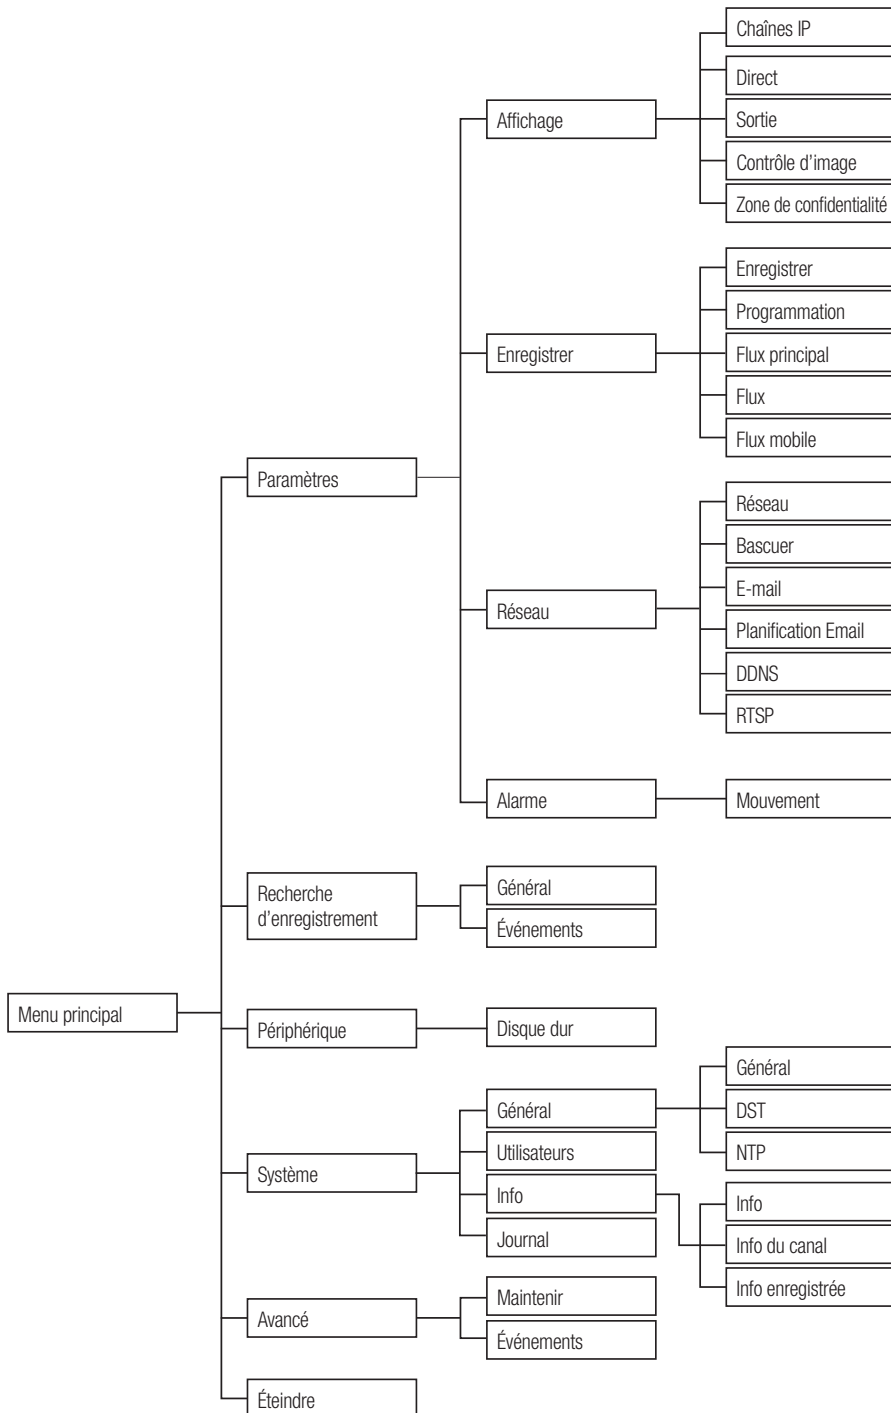 Chaînes IP
Direct
Affichage
Sortie
Contrôle d'image
Zone de confidentialité
Enregistrer
Programmation
Enregistrer
Flux principal
Flux
Flux mobile
Paramètres
Réseau
Bascuer
E-mail
Réseau
Planification Email
DDNS
RTSP
Alarme
Mouvement
Recherche
d'enregistrement
Général
Événements
Menu principal
Périphérique
Disque dur
Général
Général
DST
Utilisateurs
NTP
Système
Info
Info
Journal
Info du canal
Info enregistrée
Maintenir
Avancé
Événements
Éteindre